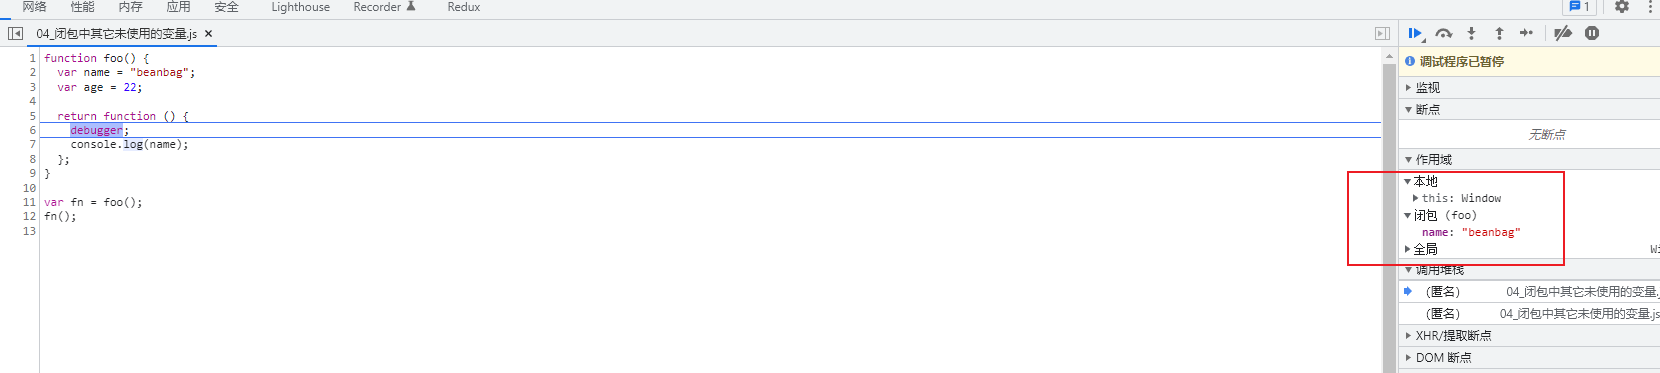 网络 性能 内存 应用 安全 Lighthouse Recorder Redux 1
04_闭包中其它未使用的变量.js ×
1 function foo() {
2 var name = "beanbag";
3 var age = 22;
4
5 return function () {
6 debugger;
7 console.log(name);
8 };
9 }
10
11 var fn = foo();
12 fn();
13
调试程序已暂停
监视
断点
无断点
作用域
本地
this: Window
闭包 (foo)
name: "beanbag"
全局
调用堆栈
(匿名) 04_闭包中其它未使用的变量.
(匿名) 04_闭包中其它未使用的变量.js
XHR/提取断点
DOM 断点